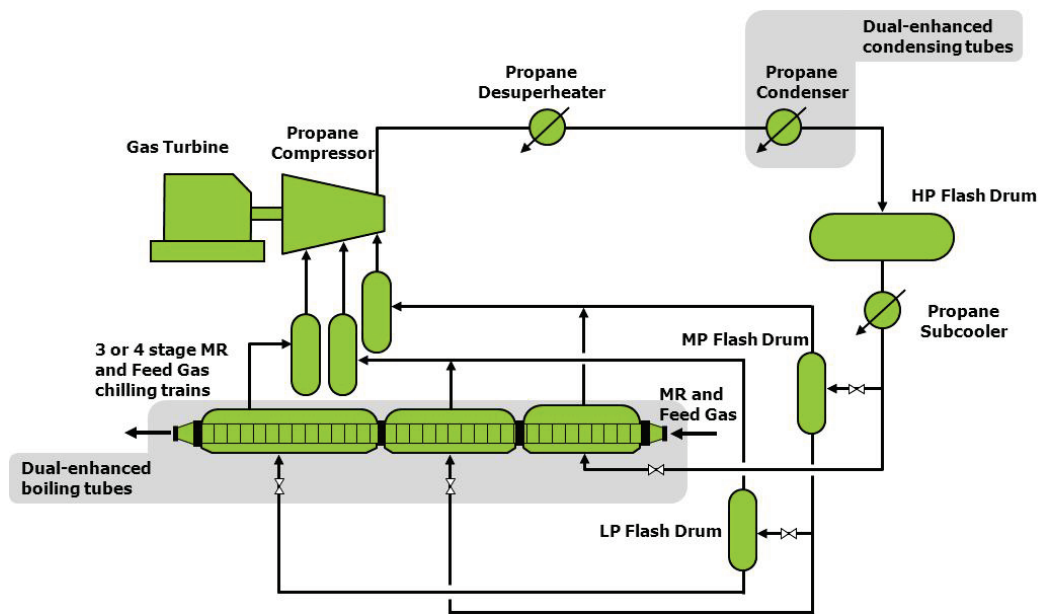 Dual-enhanced
condensing tubes
Propane
Desuperheater
Propane
Condenser
Propane
Compressor
Gas Turbine
HP Flash Drum
Propane
Subcooler
MP Flash Drum
3 or 4 stage MR
and Feed Gas
chilling trains
MR and
Feed Gas
Dual-enhanced
boiling tubes
LP Flash Drum